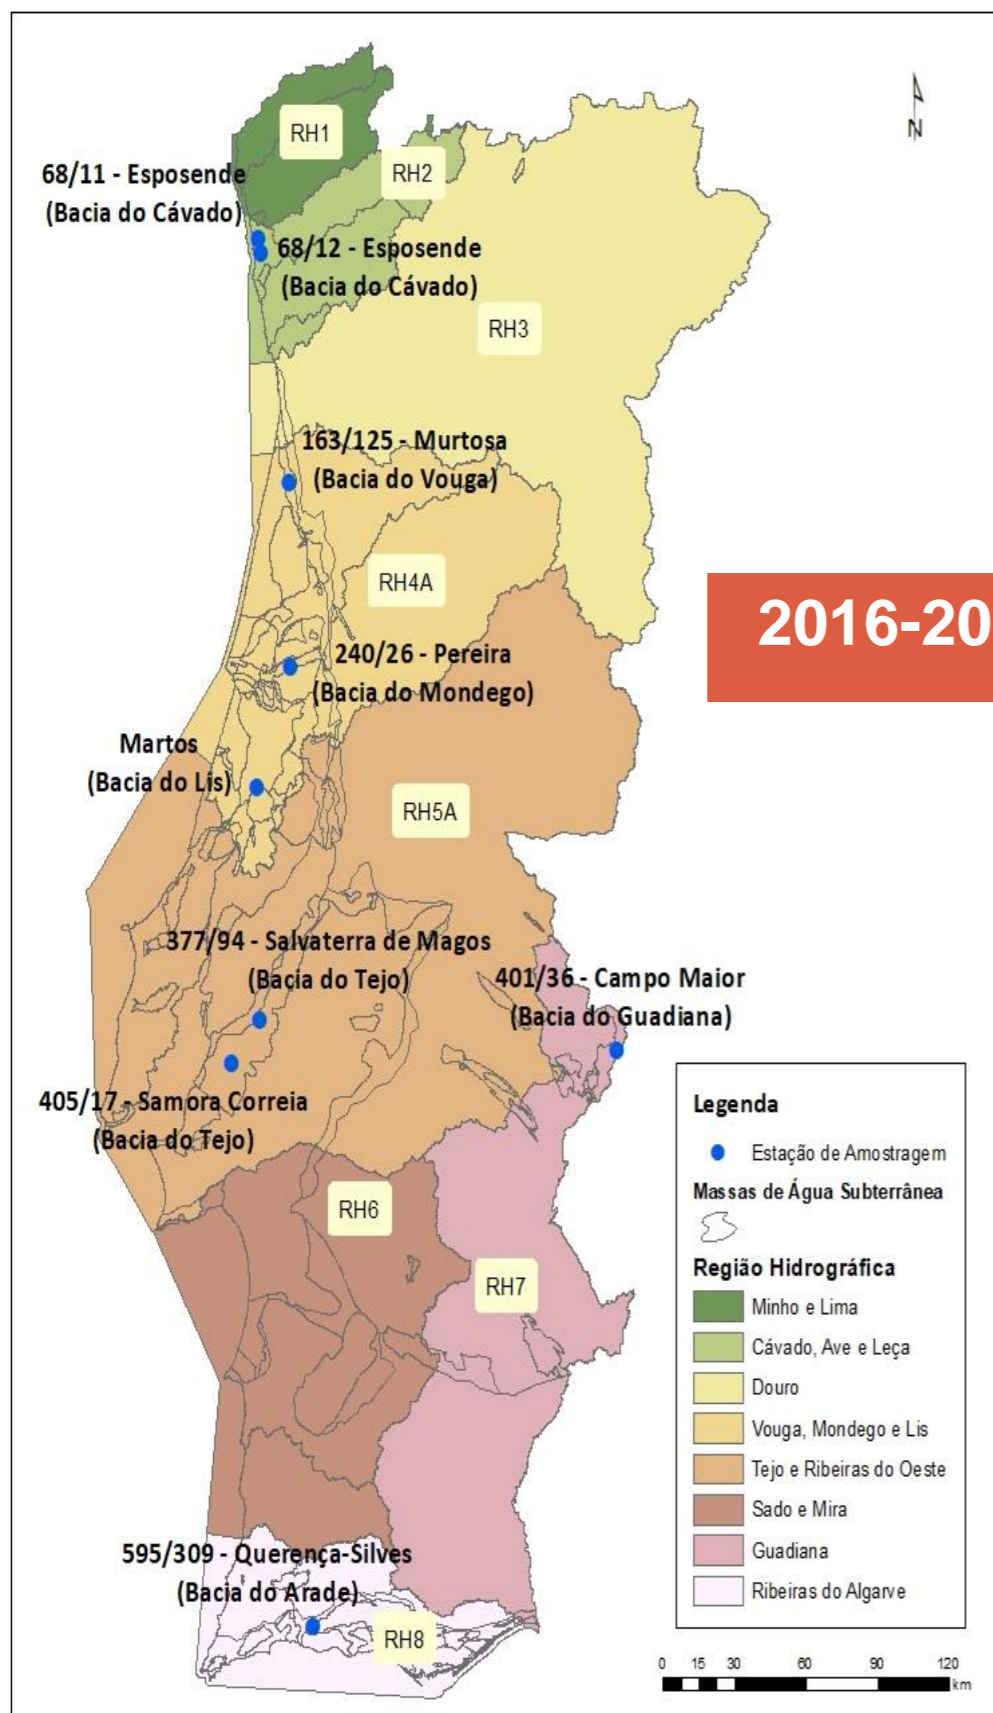 RH1
RH2
68/11 - Esposende
(Bacia do Cávado)
68/12 - Esposende
(Bacia do Cávado)
RH3
163/125 - Murtosa
(Bacia do Vouga)
RH4A
2016-20
240/26 - Pereira
(Bacia do Mondego)
Martos
(Bacia do Lis)
RH5A
377/94 - Salvaterra de Magos
(Bacia do Tejo)
401/36 - Campo Maior
(Bacia do Guadiana)
405/17 - Samora Correia
(Bacia do Tejo)
RH6
RH7
595/309 - Querença-Silves
(Bacia do Arade)
RH8
N
Legenda
Estação de Amostragem
Massas de Água Subterrânea
Região Hidrográfica
Minho e Lima
Cávado, Ave e Leça
Douro
Vouga, Mondego e Lis
Tejo e Ribeiras do Oeste
Sado e Mira
Guadiana
Ribeiras do Algarve
0 15 30 60 90 120
km